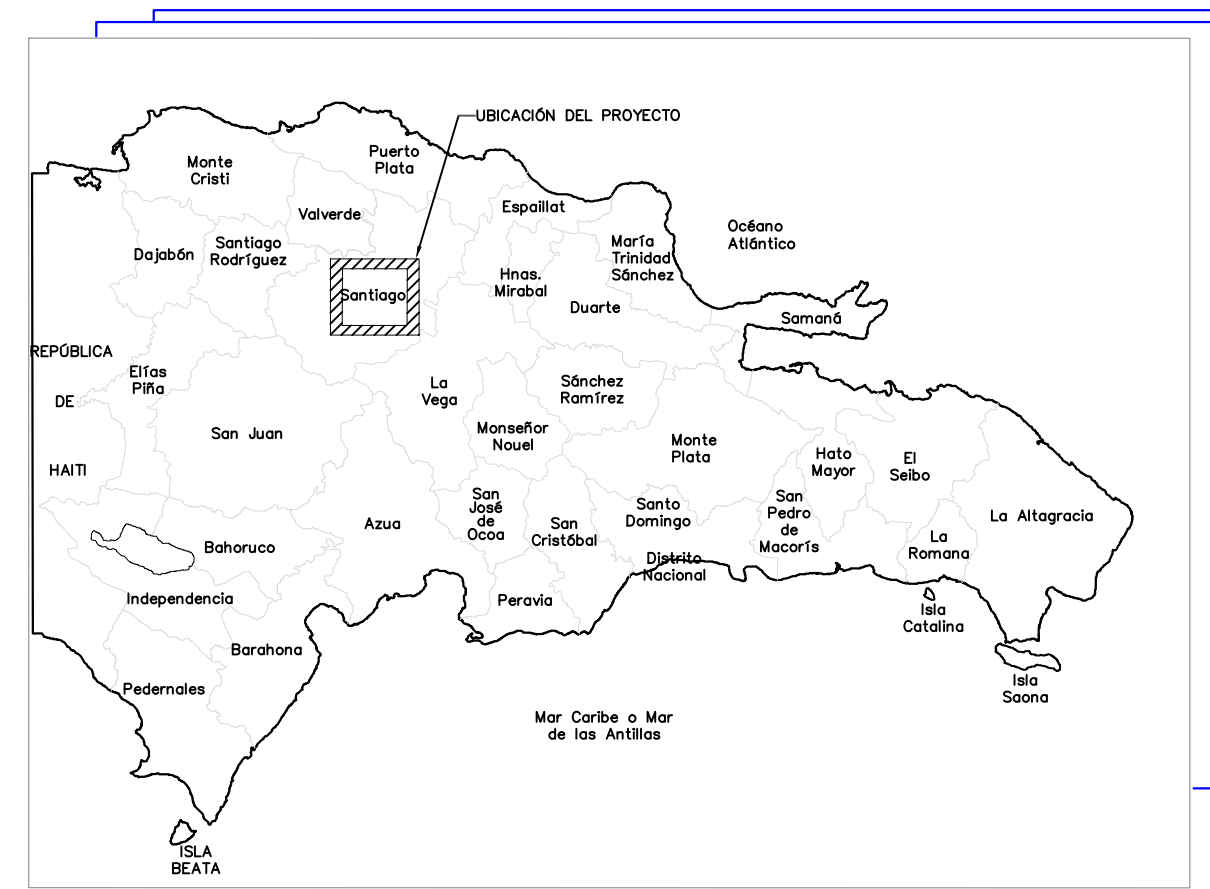 UBICACIÓN DEL PROYECTO
Monte
Cristi
Puerto
Plata
Valverde
Espaillat
Dajabón
Santiago
Rodríguez
María
Trinidad
Sánchez
Océano
Atlántico
Hnas.
Mirabal
Santiago
Duarte
Samaná
REPÚBLICA
DE
HAITI
Elías
Piña
La
Vega
Sánchez
Ramírez
San Juan
Monseñor
Nouel
Monte
Plata
Hato
Mayor
El
Seibo
San
José
de
Ocoa
Azua
San
Cristóbal
Santo
Domingo
San
Pedro
de
Macorís
La Altagracia
La
Romana
Bahoruco
Distrito
Nacional
Independencia
Peravia
Isla
Catalina
Barahona
Pedernales
Isla
Saona
Mar Caribe o Mar
de las Antillas
ISLA
BEATA